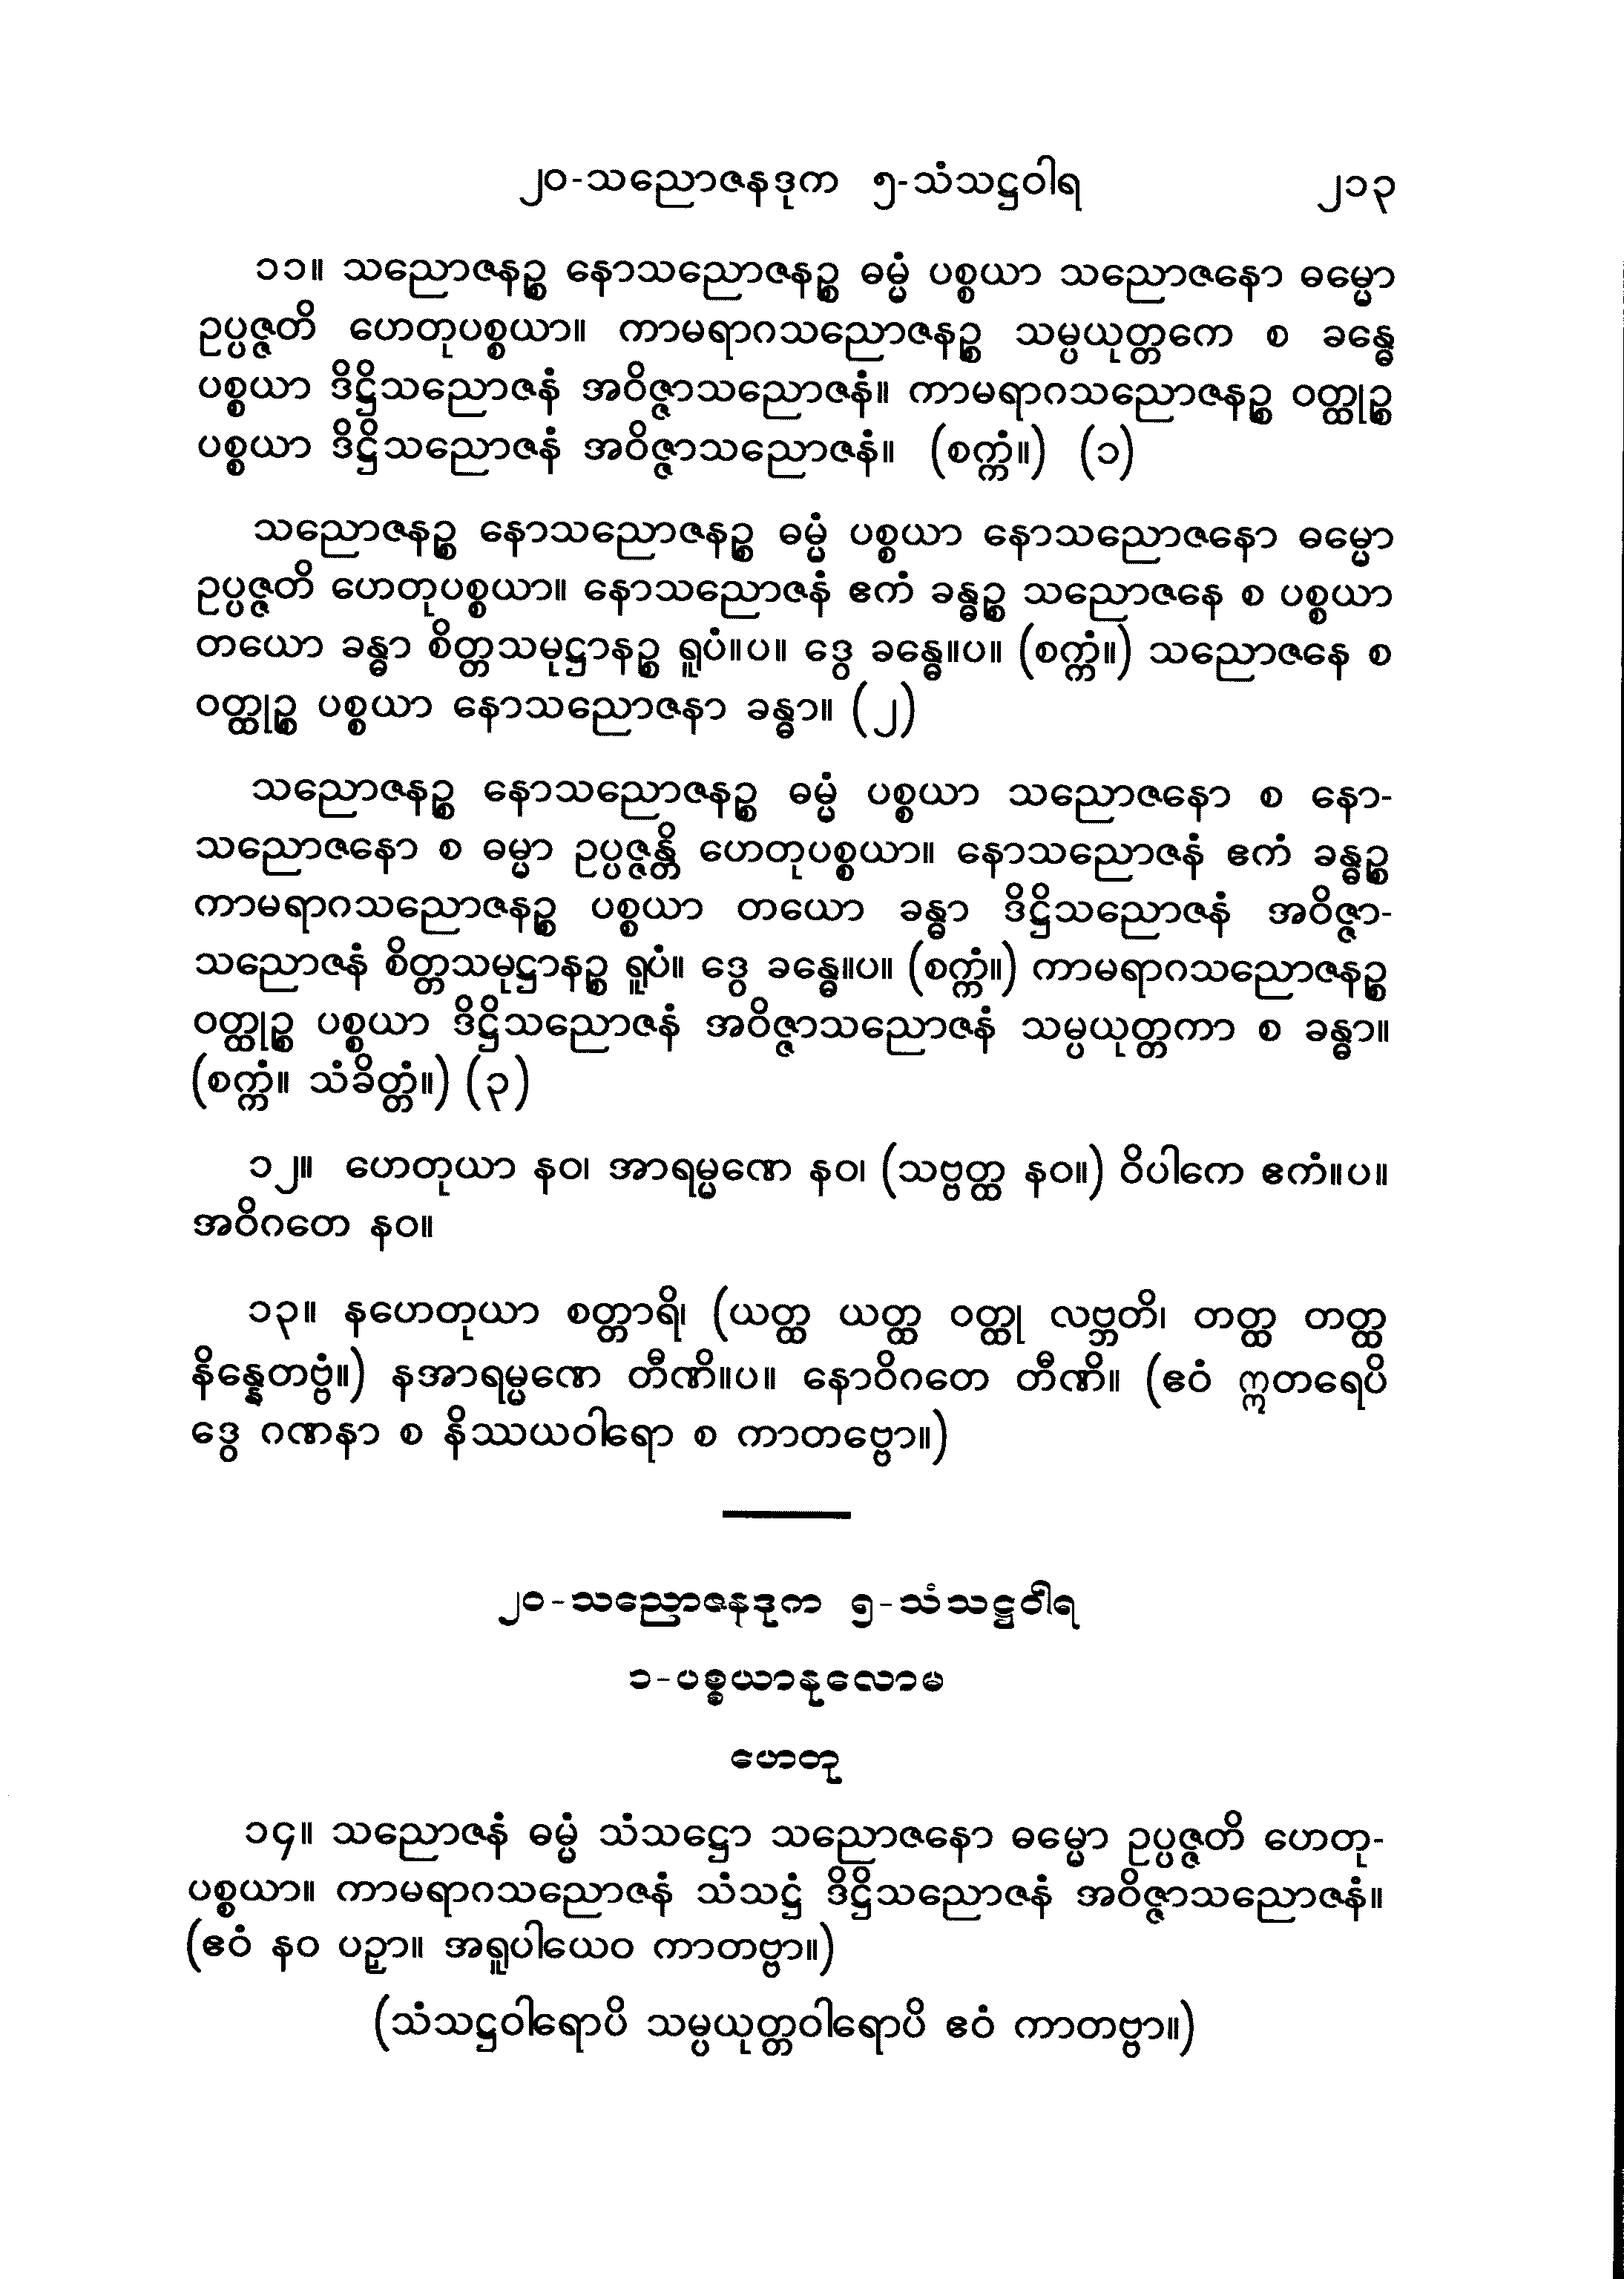 ၂၀-သညောဇနဒုက ၅-သံသဋ္ဌဝါရ ၂၁၃
၁၁။ သညောဇနဉ္စ နောသညောဇနဉ္စ ဓမ္မံ ပစ္စယာ သညောဇနော ဓမ္မော
ဥပ္ပဇ္ဇတိ ဟေတုပစ္စယာ။ ကာမရာဂသညောဇနဉ္စ သမ္ပယုတ္တကေ စ ခန္ဓေ
ပစ္စယာ ဒိဋ္ဌိသညောဇနံ အဝိဇ္ဇာသညောဇနံ။ ကာမရာဂသညောဇနဉ္စ ဝတ္ထုဉ္စ
ပစ္စယာ ဒိဋ္ဌိသညောဇနံ အဝိဇ္ဇာသညောဇနံ။ (စက္ကံ။) (၁)
သညောဇနဉ္စ နောသညောဇနဉ္စ ဓမ္မံ ပစ္စယာ နောသညောဇနော ဓမ္မော
ဥပ္ပဇ္ဇတိ ဟေတုပစ္စယာ။ နောသညောဇနံ ဧကံ ခန္ဓဉ္စ သညောဇနေ စ ပစ္စယာ
တယော ခန္ဓာ စိတ္တသမုဋ္ဌာနဉ္စ ရူပံ။ပ။ ဒွေ ခန္ဓေ။ပ။ (စက္ကံ။) သညောဇနေ စ
ဝတ္ထုဉ္စ ပစ္စယာ နောသညောဇနာ ခန္ဓာ။ (၂)
သညောဇနဉ္စ နောသညောဇနဉ္စ ဓမ္မံ ပစ္စယာ သညောဇနော စ နော-
သညောဇနော စ ဓမ္မာ ဥပ္ပဇ္ဇန္တိ ဟေတုပစ္စယာ။ နောသညောဇနံ ဧကံ ခန္ဓဉ္စ
ကာမရာဂသညောဇနဉ္စ ပစ္စယာ တယော ခန္ဓာ ဒိဋ္ဌိသညောဇနံ အဝိဇ္ဇာ-
သညောဇနံ စိတ္တသမုဋ္ဌာနဉ္စ ရူပံ။ ဒွေ ခန္ဓေ။ပ။ (စက္ကံ။) ကာမရာဂသညောဇနဉ္စ
ဝတ္ထုဉ္စ ပစ္စယာ ဒိဋ္ဌိသညောဇနံ အဝိဇ္ဇာသညောဇနံ သမ္ပယုတ္တကာ စ ခန္ဓာ။
(စက္ကံ။ သံခိတ္တံ။) (၃)
၁၂။ ဟေတုယာ နဝ၊ အာရမ္မဏေ နဝ၊ (သဗ္ဗတ္ထ နဝ။) ဝိပါကေ ဧကံ။ပ။
အဝိဂတေ နဝ။
၁၃။ နဟေတုယာ စတ္တာရိ၊ (ယတ္ထ ယတ္ထ ဝတ္ထု လဗ္ဘတိ၊ တတ္ထ တတ္ထ
နိန္နေတဗ္ဗံ။) နအာရမ္မဏေ တီဏိ။ပ။ နောဝိဂတေ တီဏိ။ (ဧဝံ ဣတရေပိ
ဒွေ ဂဏနာ စ နိဿယဝါရော စ ကာတဗ္ဗော။)
၂၀-သညောဇနဒုက ၅-သံသဋ္ဌဝါရ
၁-ပစ္စယာနုလောမ
ဟေတု
၁၄။ သညောဇနံ ဓမ္မံ သံသဋ္ဌော သညောဇနော ဓမ္မော ဥပ္ပဇ္ဇတိ ဟေတု-
ပစ္စယာ။ ကာမရာဂသညောဇနံ သံသဋ္ဌံ ဒိဋ္ဌိသညောဇနံ အဝိဇ္ဇာသညောဇနံ။
(ဧဝံ နဝ ပဉှာ။ အရူပါယေဝ ကာတဗ္ဗာ။)
(သံသဋ္ဌဝါရောပိ သမ္ပယုတ္တဝါရောပိ ဧဝံ ကာတဗ္ဗာ။)